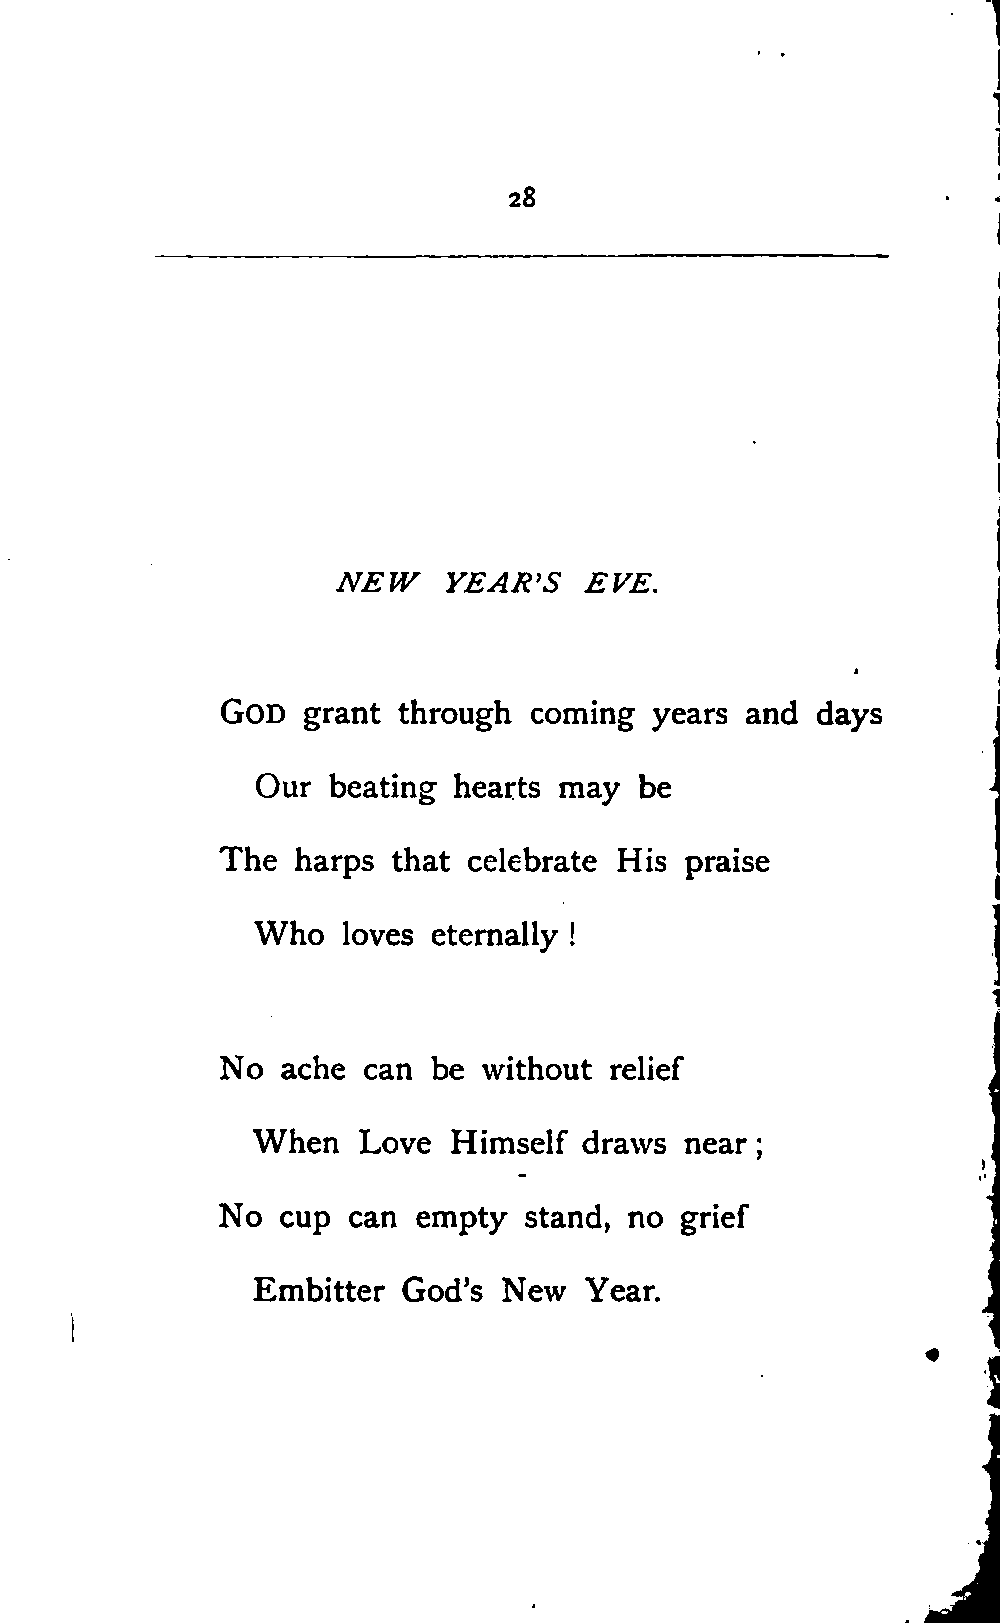 28
NEW YEAR'S EVE.
GOD grant through coming years and days
Our beating hearts may be
The harps that celebrate His praise
Who loves eternally !
No ache can be without relief
When Love Himself draws near ;
No cup can empty stand, no grief
Embitter God's New Year.